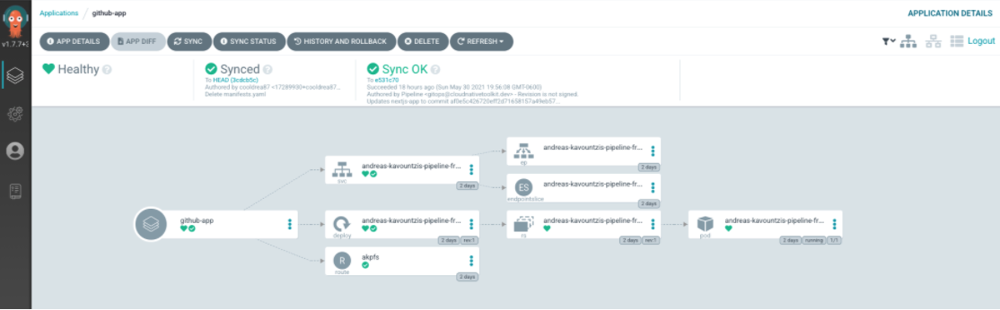 Applications / github-app
APPLICATION DETAILS
v1.7.7+3
APP DETAILS
APP DIFF
SYNC
SYNC STATUS
HISTORY AND ROLLBACK
DELETE
REFRESH
Logout
Healthy
Synced
To HEAD (3cdcb5c)
Authored by cooldrea87 <17289930+cooldrea87...
Delete manifests.yaml
Sync OK
To e531c70
Succeeded 18 hours ago (Sun May 30 2021 19:56:08 GMT-0600)
Authored by Pipeline <gitops@cloudnativetoolkit.dev> - Revision is not signed.
Updates nextjs-app to commit af0e5c426720eff2d71658157a49eb57...
github-app
svc
andreas-kavountzis-pipeline-fr...
2 days
ep
andreas-kavountzis-pipeline-fr...
2 days
ES
endpointslice
andreas-kavountzis-pipeline-fr...
2 days
deploy
andreas-kavountzis-pipeline-fr...
2 days
rev:1
rs
andreas-kavountzis-pipeline-fr...
2 days
rev:1
pod
andreas-kavountzis-pipeline-fr...
2 days
running
1/1
R
route
akpfs
2 days